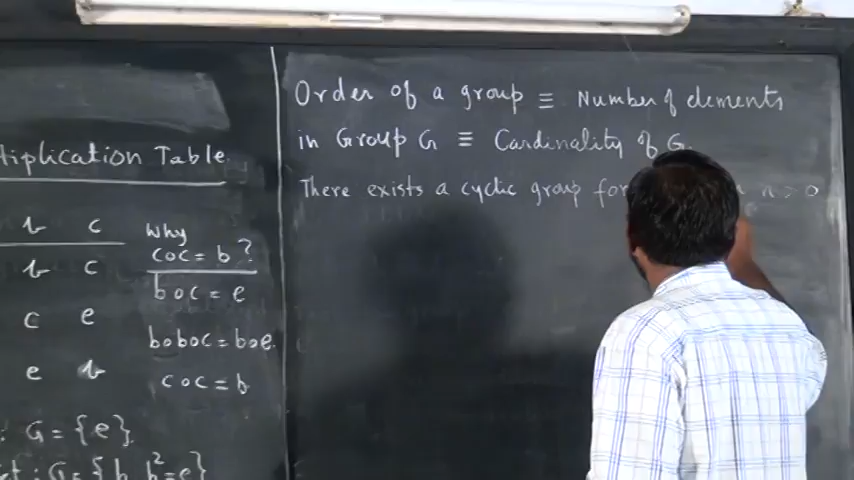 tiplication Table
b c
b c
c e
e b
: G = {e}
t : G = {b, b² = e}
Why
coc = b ?
boc = e
boboc = boe
coc = b
Order of a group ≡ Number of elements
in Group G ≡ Cardinality of G.
There exists a cyclic group for n > 0